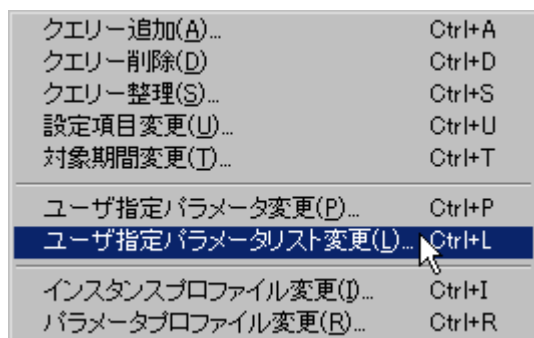 クエリー追加(A)... Ctrl+A
クエリー削除(D) Ctrl+D
クエリー整理(S)... Ctrl+S
設定項目変更(U)... Ctrl+U
対象期間変更(T)... Ctrl+T
ユーザ指定パラメータ変更(P)... Ctrl+P
ユーザ指定パラメータリスト変更(L)... Ctrl+L
インスタンスプロファイル変更(I)... Ctrl+I
パラメータプロファイル変更(R)... Ctrl+R